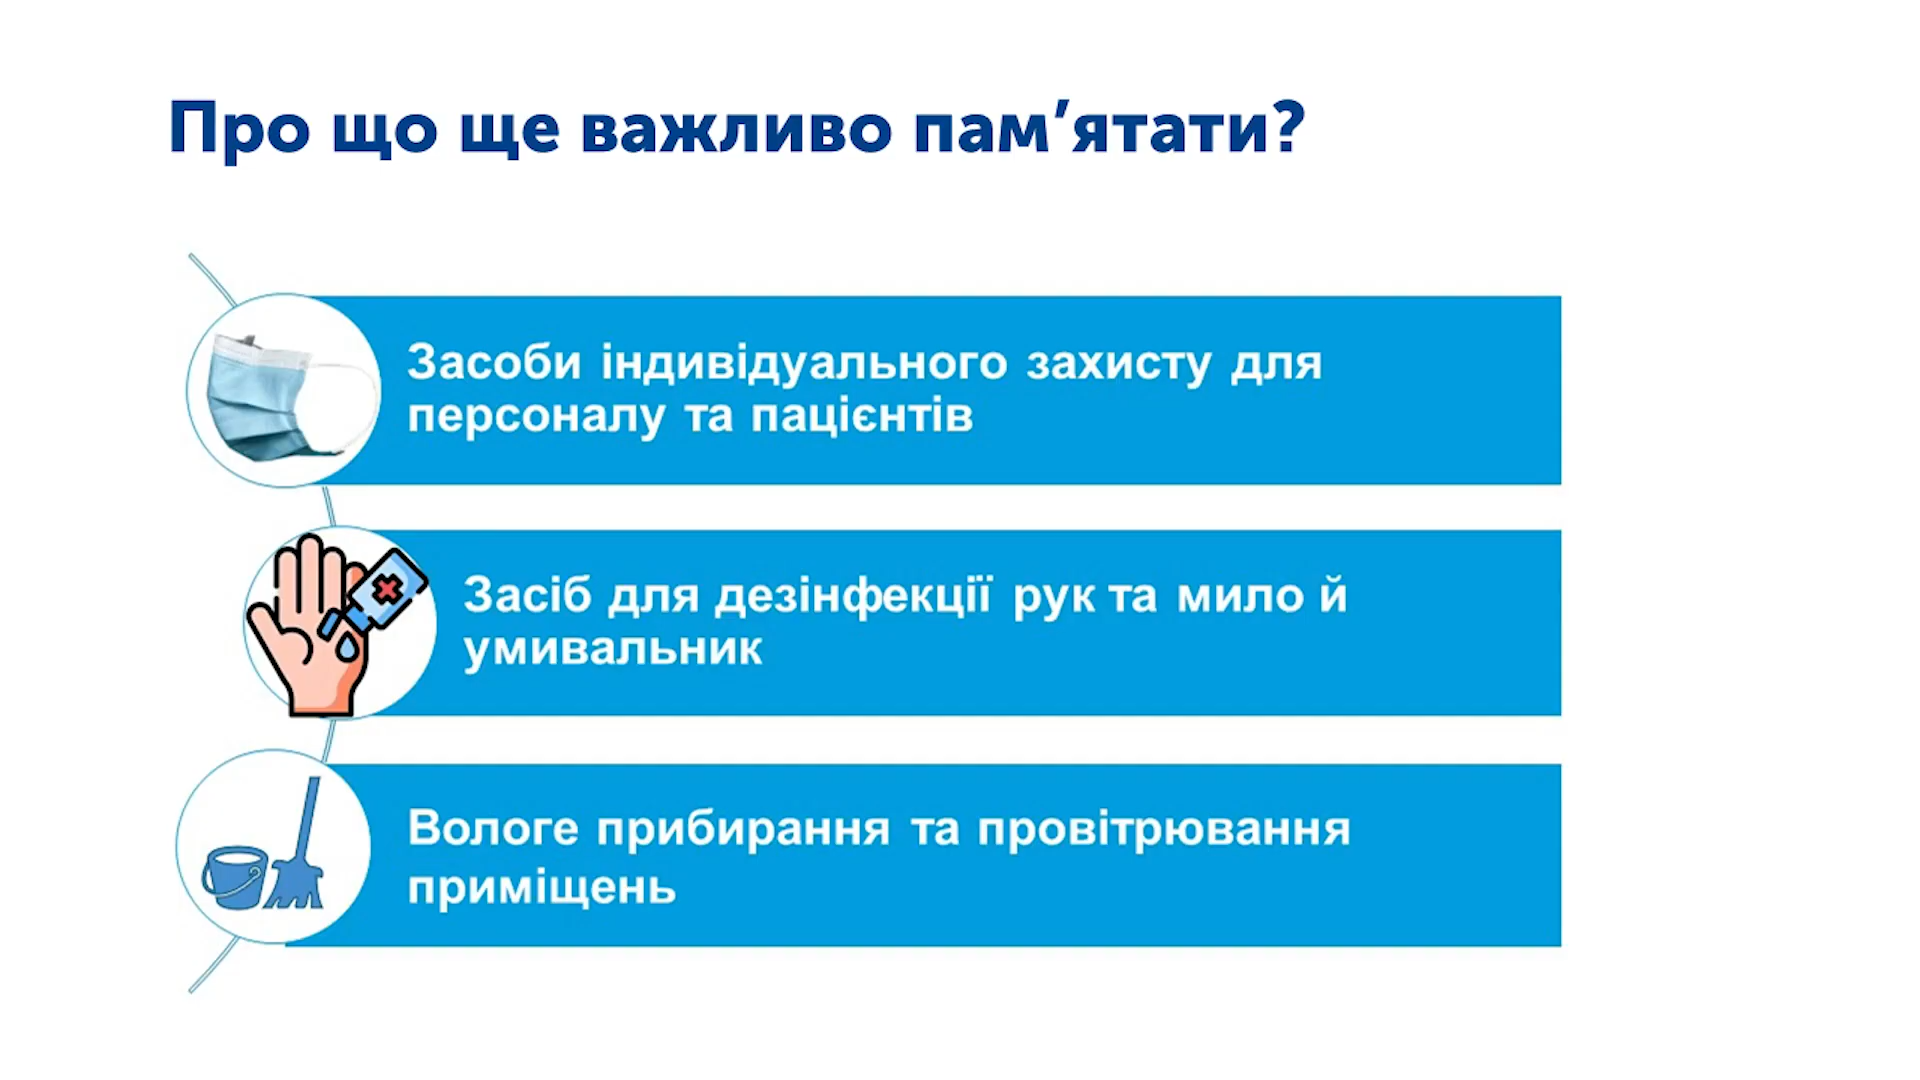 Про що ще важливо пам’ятати?
Засоби індивідуального захисту для
персоналу та пацієнтів
Засіб для дезінфекції рук та мило й
умивальник
Вологе прибирання та провітрювання
приміщень